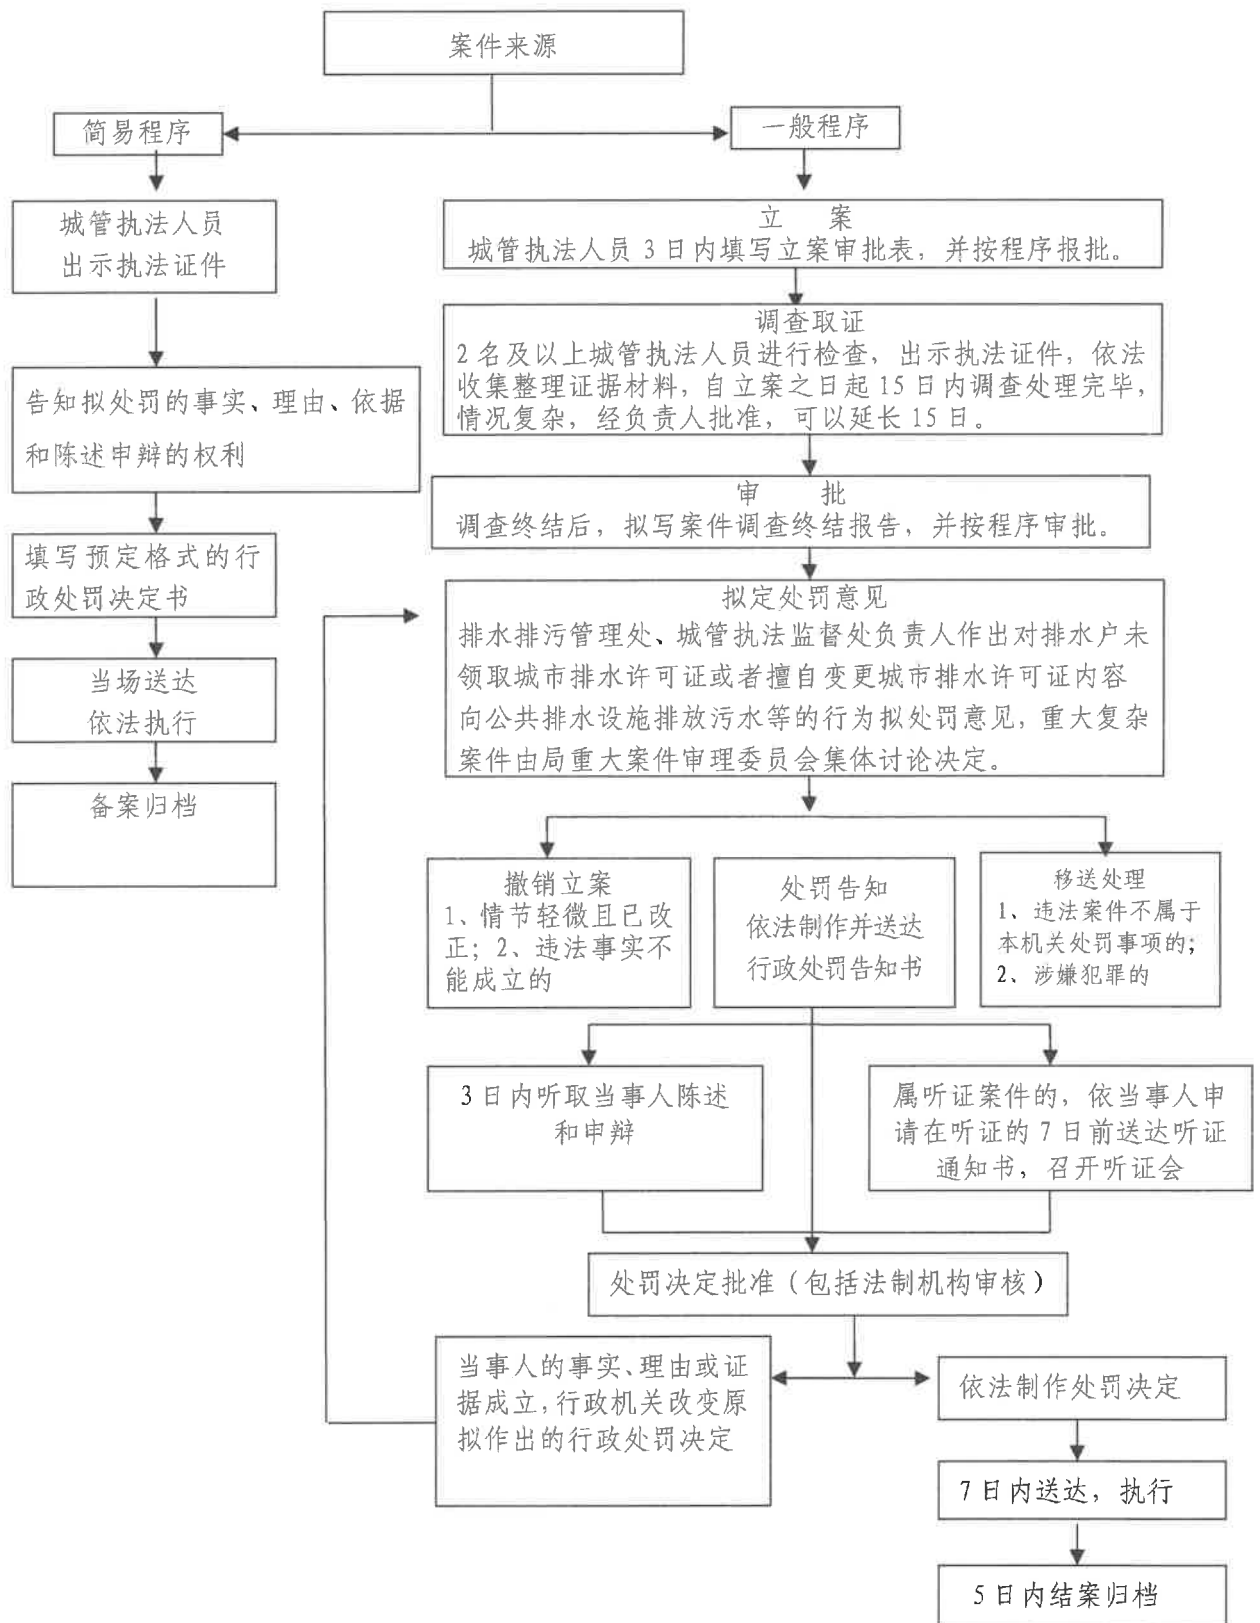 案件来源
简易程序
一般程序
城管执法人员
出示执法证件
告知拟处罚的事实、理由、依据
和陈述申辩的权利
填写预定格式的行
政处罚决定书
当场送达
依法执行
备案归档
立 案
城管执法人员 3 日内填写立案审批表，并按程序报批。
调查取证
2 名及以上城管执法人员进行检查，出示执法证件，依法
收集整理证据材料，自立案之日起 15 日内调查处理完毕，
情况复杂，经负责人批准，可以延长 15 日。
审 批
调查终结后，拟写案件调查终结报告，并按程序审批。
拟定处罚意见
排水排污管理处、城管执法监督处负责人作出对排水户未
领取城市排水许可证或者擅自变更城市排水许可证内容
向公共排水设施排放污水等的行为拟处罚意见，重大复杂
案件由局重大案件审理委员会集体讨论决定。
撤销立案
1、情节轻微且已改
正；2、违法事实不
能成立的
处罚告知
依法制作并送达
行政处罚告知书
移送处理
1、违法案件不属于
本机关处罚事项的；
2、涉嫌犯罪的
3 日内听取当事人陈述
和申辩
属听证案件的，依当事人申
请在听证的 7 日前送达听证
通知书，召开听证会
处罚决定批准（包括法制机构审核）
当事人的事实、理由或证
据成立，行政机关改变原
拟作出的行政处罚决定
依法制作处罚决定
7 日内送达，执行
5 日内结案归档